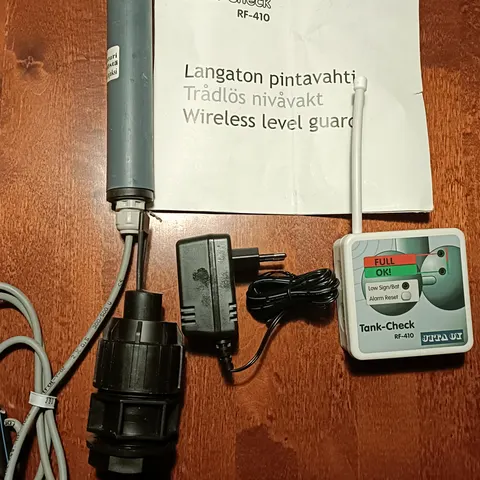 RF-410
Langaton pintavahti
Trådlös nivåvakt
Wireless level guard
FULL
OK!
Low Sign/Bat
Alarm Reset
Tank-Check
RF-410
JITA OY